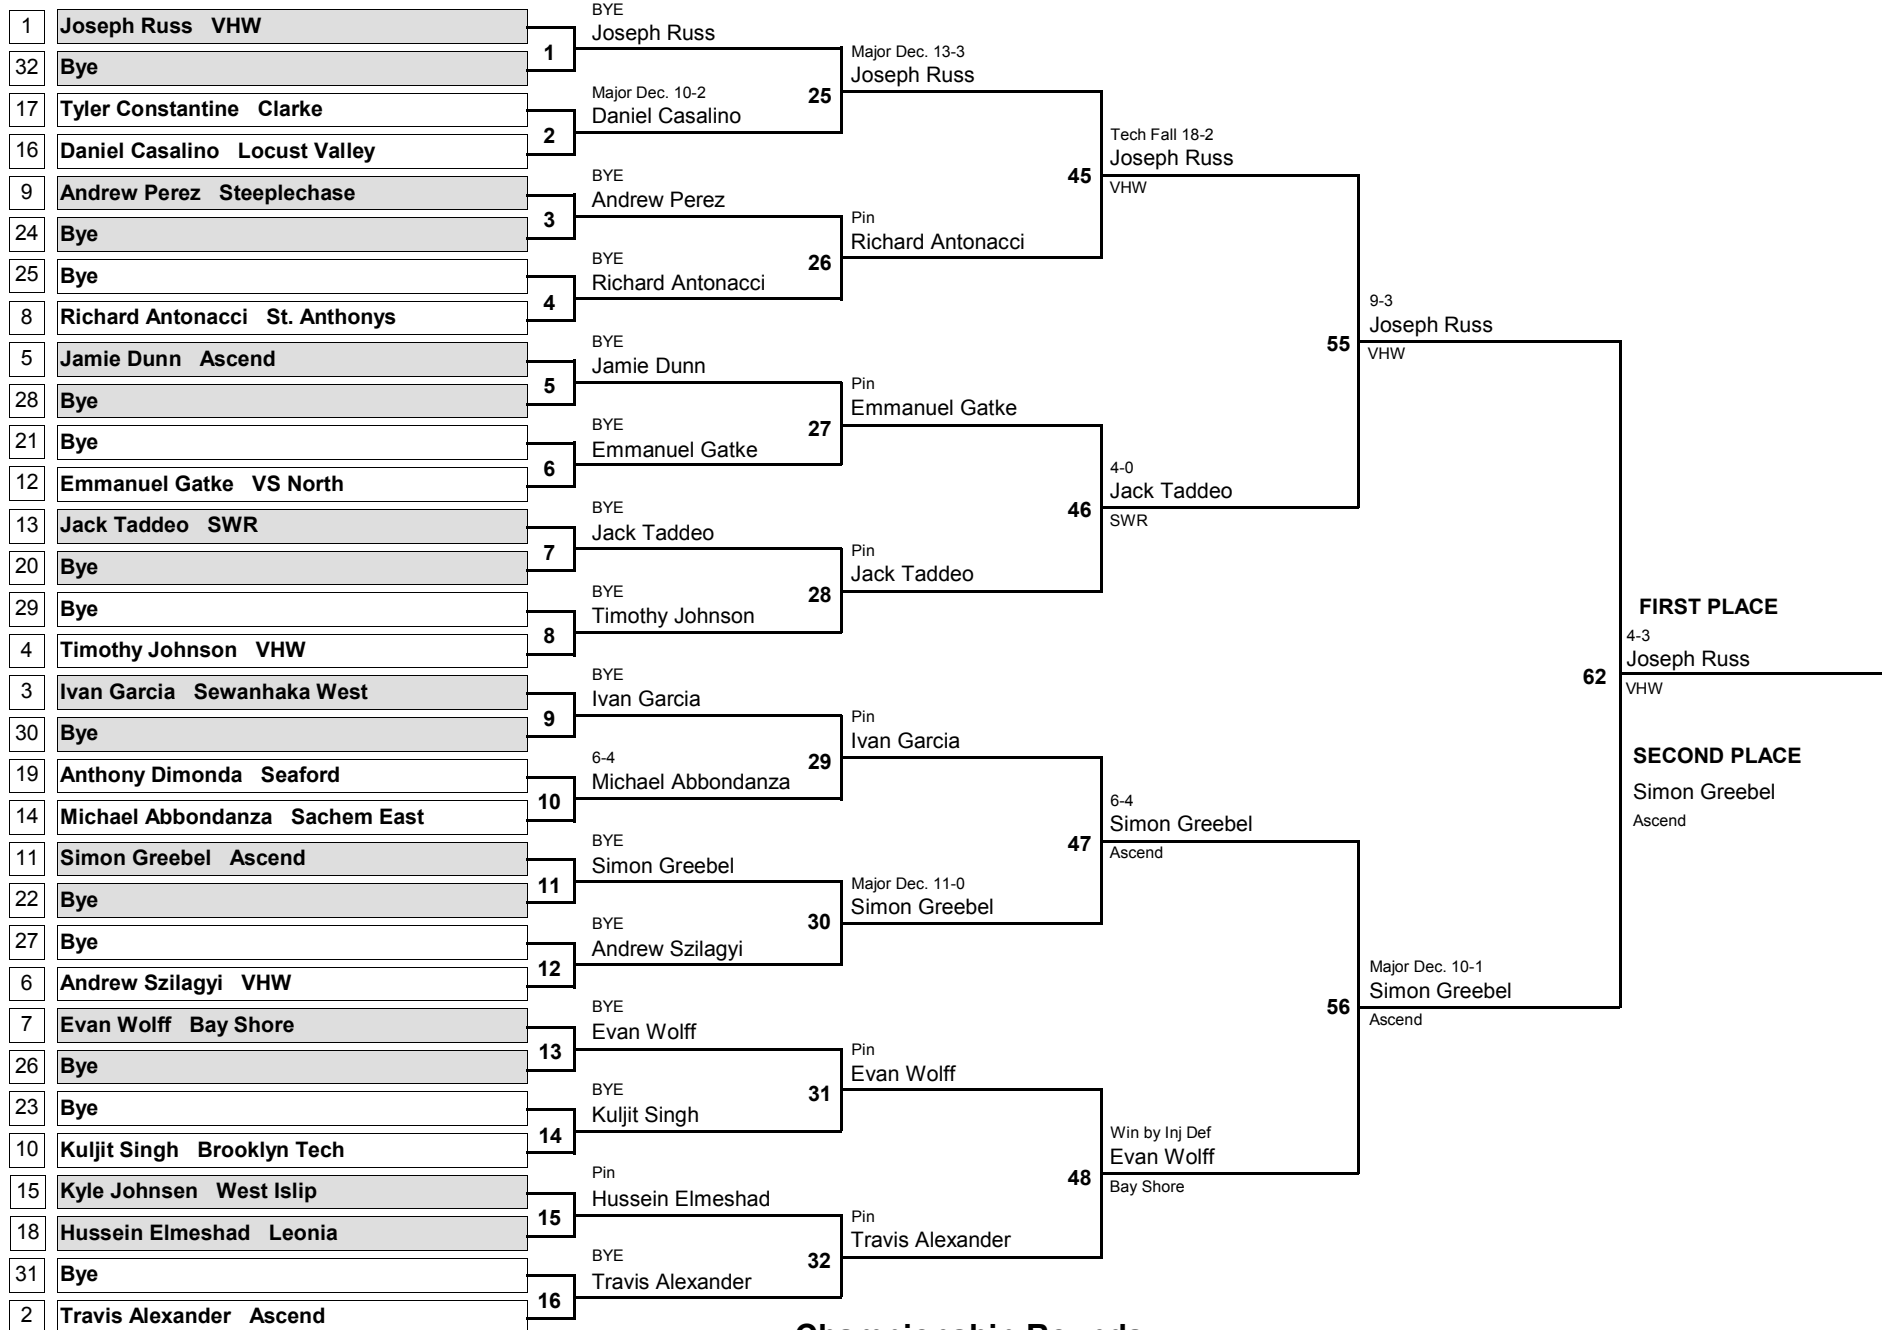 1 Joseph Russ VHW
32 Bye
17 Tyler Constantine Clarke
16 Daniel Casalino Locust Valley
9 Andrew Perez Steeplechase
24 Bye
25 Bye
8 Richard Antonacci St. Anthonys
5 Jamie Dunn Ascend
28 Bye
21 Bye
12 Emmanuel Gatke VS North
13 Jack Taddeo SWR
20 Bye
29 Bye
4 Timothy Johnson VHW
3 Ivan Garcia Sewanhaka West
30 Bye
19 Anthony Dimonda Seaford
14 Michael Abbondanza Sachem East
11 Simon Greebel Ascend
22 Bye
27 Bye
6 Andrew Szilagyi VHW
7 Evan Wolff Bay Shore
26 Bye
23 Bye
10 Kuljit Singh Brooklyn Tech
15 Kyle Johnsen West Islip
18 Hussein Elmeshad Leonia
31 Bye
2 Travis Alexander Ascend
1
2
3
4
5
6
7
8
9
10
11
12
13
14
15
16
BYE
Joseph Russ
Major Dec. 10-2
Daniel Casalino
BYE
Andrew Perez
BYE
Richard Antonacci
BYE
Jamie Dunn
BYE
Emmanuel Gatke
BYE
Jack Taddeo
BYE
Timothy Johnson
BYE
Ivan Garcia
6-4
Michael Abbondanza
BYE
Simon Greebel
BYE
Andrew Szilagyi
BYE
Evan Wolff
BYE
Kuljit Singh
Pin
Hussein Elmeshad
BYE
Travis Alexander
25
26
27
28
29
30
31
32
Major Dec. 13-3
Joseph Russ
Pin
Richard Antonacci
Pin
Emmanuel Gatke
Pin
Jack Taddeo
Pin
Ivan Garcia
Major Dec. 11-0
Simon Greebel
Pin
Evan Wolff
Pin
Travis Alexander
45
46
47
48
Tech Fall 18-2
Joseph Russ
VHW
4-0
Jack Taddeo
SWR
6-4
Simon Greebel
Ascend
Win by Inj Def
Evan Wolff
Bay Shore
55
56
9-3
Joseph Russ
VHW
Major Dec. 10-1
Simon Greebel
Ascend
62
FIRST PLACE
4-3
Joseph Russ
VHW
SECOND PLACE
Simon Greebel
Ascend
Championship Rounds